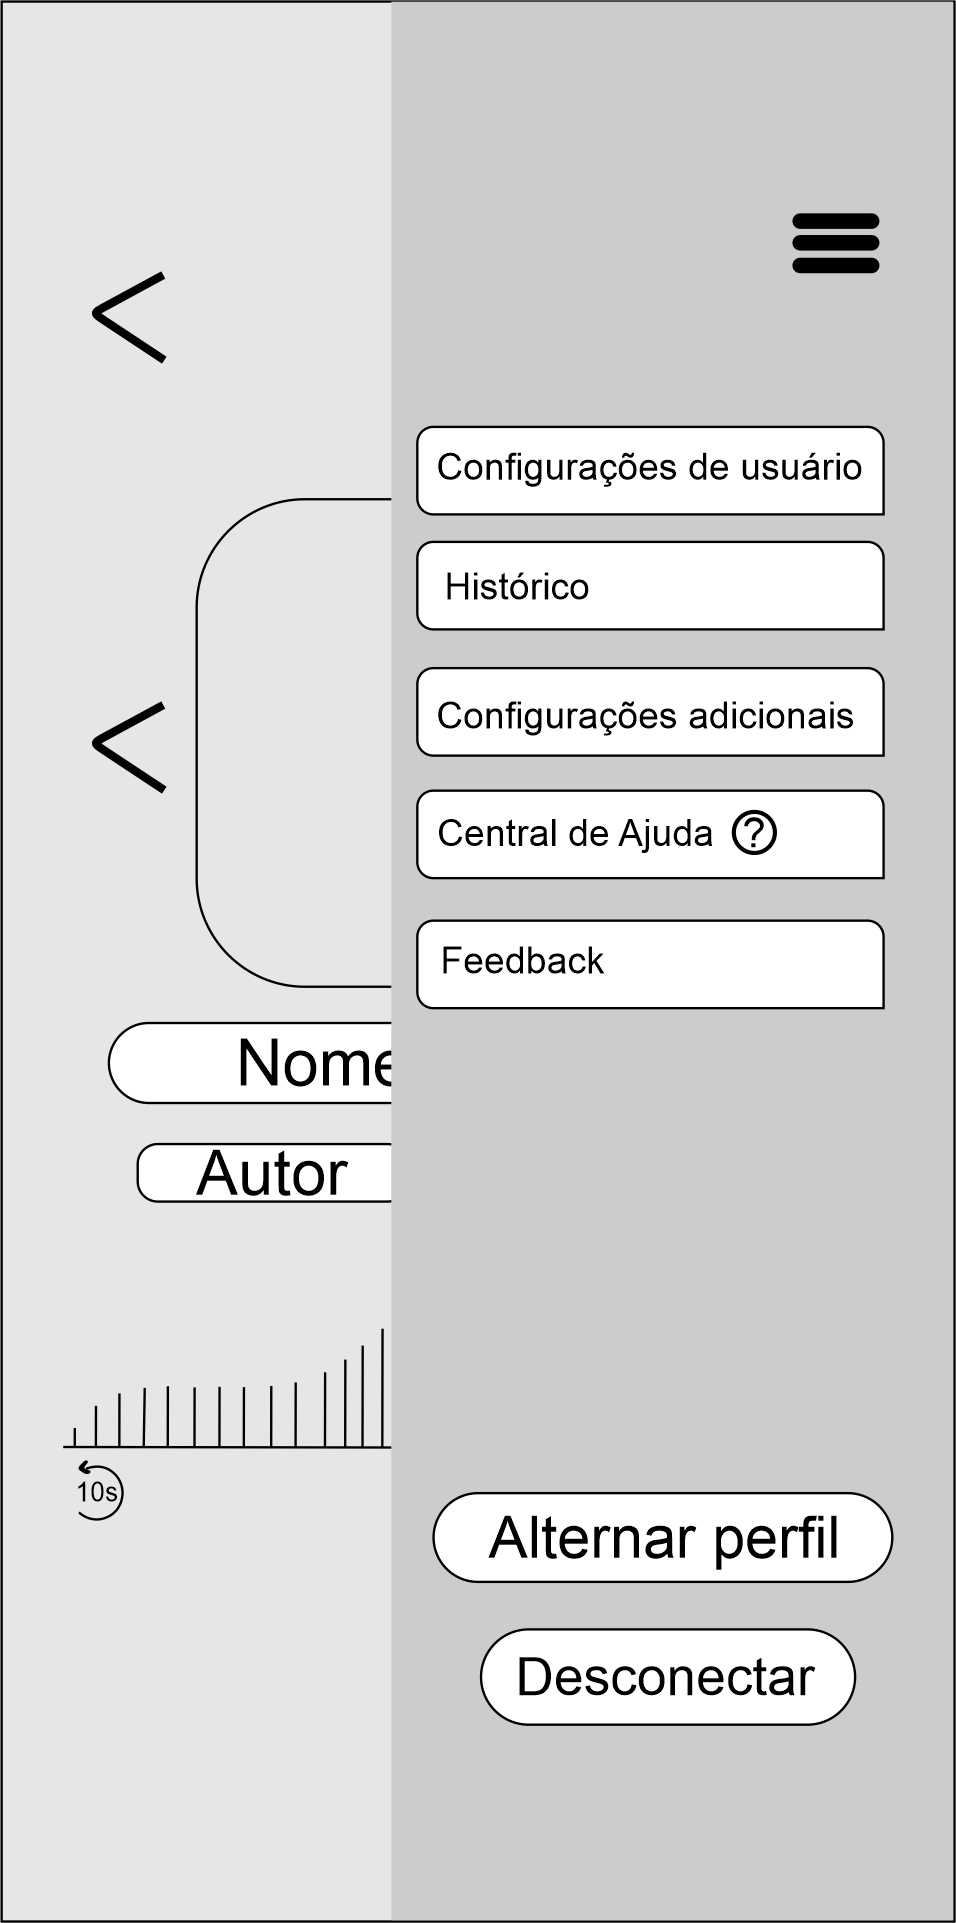 Configurações de usuário
Histórico
Configurações adicionais
Central de Ajuda ?
Feedback
Nome
Autor
10s
Alternar perfil
Desconectar